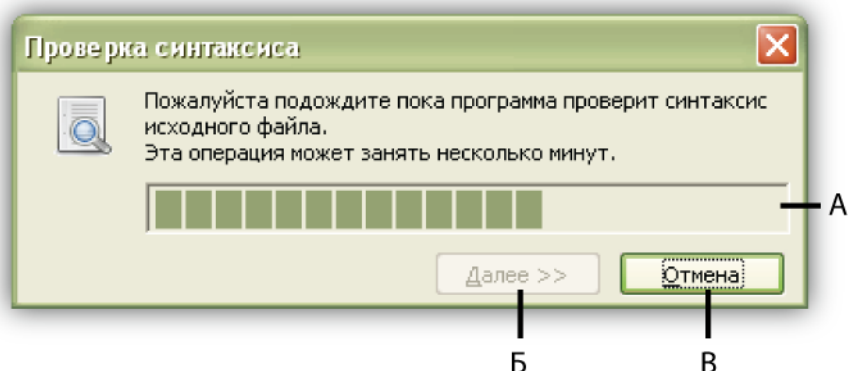 Проверка синтаксиса
Пожалуйста подождите пока программа проверит синтаксис
исходного файла.
Эта операция может занять несколько минут.
А
Далее >>
Отмена
Б
В